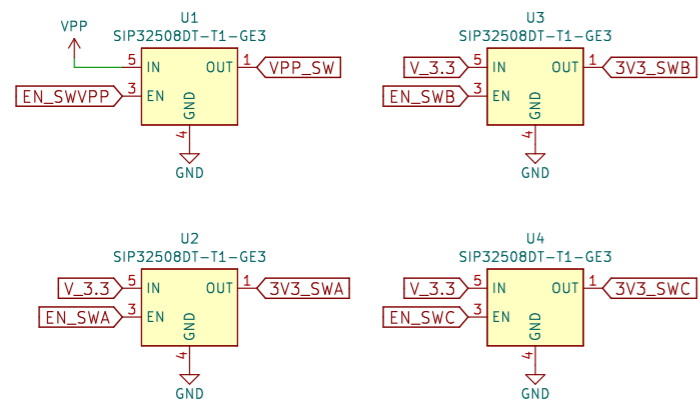 U1
SIP32508DT-T1-GE3
VPP
5 IN OUT 1 VPP_SW
EN_SWVPP 3 EN
GND
4
GND
U3
SIP32508DT-T1-GE3
V_3.3 5 IN OUT 1 3V3_SWB
EN_SWB 3 EN
GND
4
GND
U2
SIP32508DT-T1-GE3
V_3.3 5 IN OUT 1 3V3_SWA
EN_SWA 3 EN
GND
4
GND
U4
SIP32508DT-T1-GE3
V_3.3 5 IN OUT 1 3V3_SWC
EN_SWC 3 EN
GND
4
GND